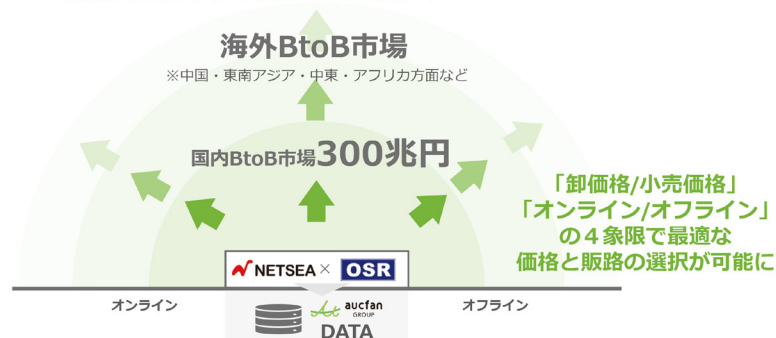 海外BtoB市場
※中国・東南アジア・中東・アフリカ方面など
国内BtoB市場300兆円
「卸価格/小売価格」
「オンライン/オフライン」
の４象限で最適な
価格と販路の選択が可能に
NETSEA × OSR
オンライン
オフライン
aucfan
GROUP
DATA